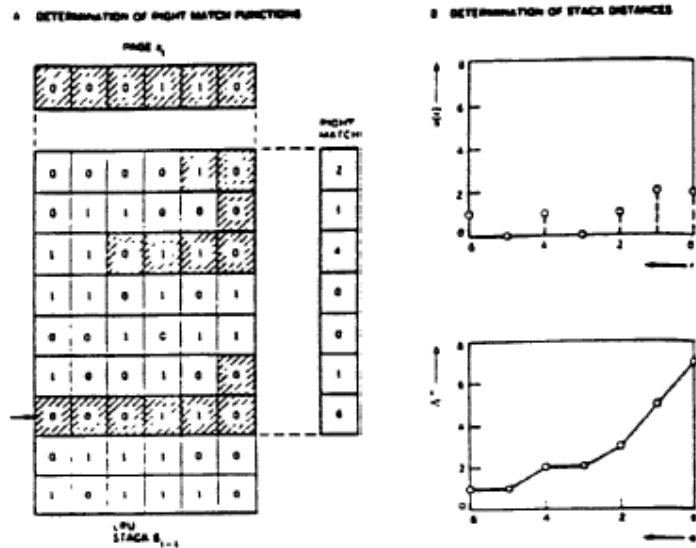 A DETERMINATION OF RIGHT MATCH FUNCTIONS
PAGE
0 0 0 1 1 0
RIGHT
MATCH
0 0 0 0 1 0 2
0 1 1 0 0 0 1
1 1 0 1 1 0 4
1 1 0 1 0 1 0
0 0 1 0 1 1 0
1 0 0 1 0 0 1
0 0 0 1 1 0 6
0 1 1 1 0 0
1 0 1 1 1 0
LRU
STACK
B DETERMINATION OF STACK DISTANCES
8
6
4
2
0
6 4 2 0
8
6
4
2
0
6 4 2 0